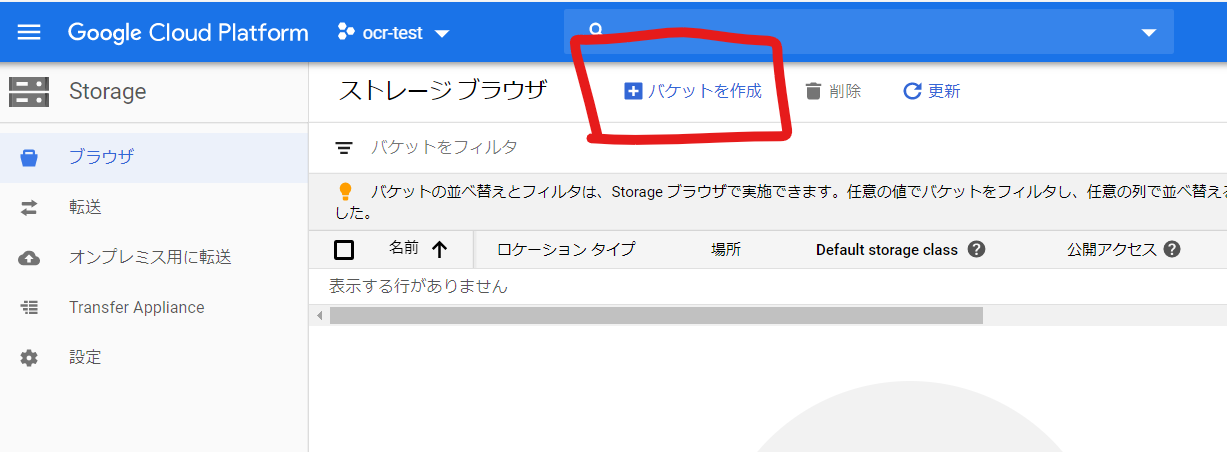 Google Cloud Platform ocr-test
Storage
ストレージ ブラウザ バケットを作成 削除 更新
ブラウザ
転送
オンプレミス用に転送
Transfer Appliance
設定
バケットをフィルタ
バケットの並べ替えとフィルタは、Storage ブラウザで実施できます。任意の値でバケットをフィルタし、任意の列で並べ替える
した。
名前 ロケーション タイプ 場所 Default storage class 公開アクセス
表示する行がありません